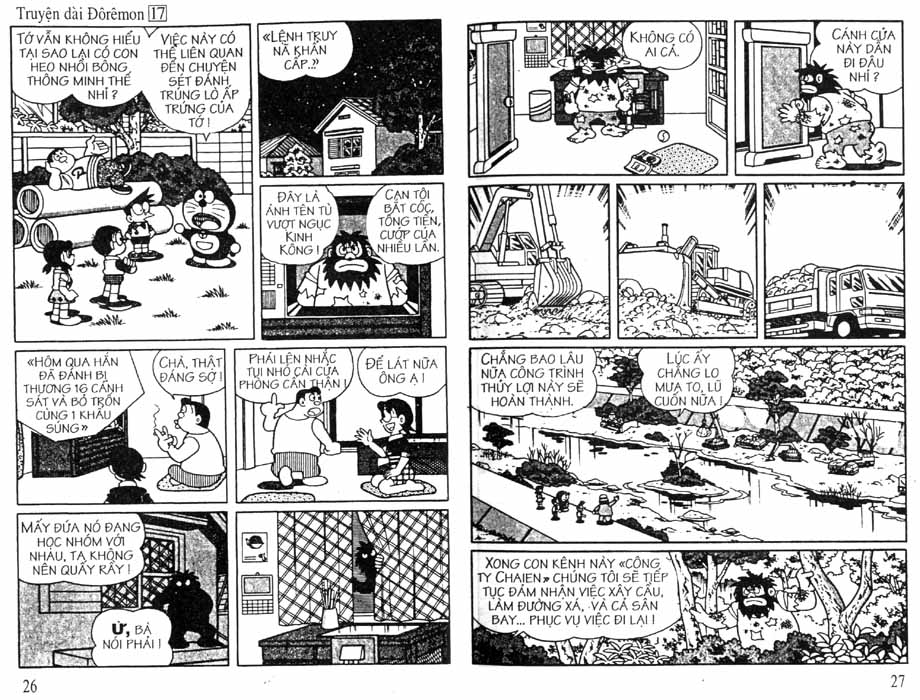 Truyện dài Đôrêmon 17
TỚ VẪN KHÔNG HIỂU
TẠI SAO LẠI CÓ CON
HEO NHỒI BÔNG
THÔNG MINH THẾ
NHỈ ?
VIỆC NÀY CÓ
THỂ LIÊN QUAN
ĐẾN CHUYỆN
SÉT ĐÁNH
TRÚNG LÒ ẤP
TRỨNG CỦA
TỚ !
«LỆNH TRUY
NÃ KHẨN
CẤP..»
ĐÂY LÀ
ẢNH TÊN TÙ
VƯỢT NGỤC
KINH
KÔNG !
CAN TỘI
BẮT CÓC,
TỐNG TIỀN,
CƯỚP CỦA
NHIỀU LẦN.
«HÔM QUA HẮN
ĐÃ ĐÁNH BỊ
THƯƠNG 16 CẢNH
SÁT VÀ BỎ TRỐN
CÙNG 1 KHẨU
SÚNG»
CHÀ, THẬT
ĐÁNG SỢ !
PHẢI LÊN NHẮC
TỤI NHỎ CÀI CỬA
PHÒNG CẨN THẬN !
ĐỂ LÁT NỮA
ÔNG Ạ !
MẤY ĐỨA NÓ ĐANG
HỌC NHÓM VỚI
NHAU, TA KHÔNG
NÊN QUẤY RẦY !
Ừ, BÀ
NÓI PHẢI !
26
KHÔNG CÓ
AI CẢ.
CÁNH CỬA
NÀY DẪN
ĐI ĐÂU
NHỈ ?
CHẲNG BAO LÂU
NỮA CÔNG TRÌNH
THỦY LỢI NÀY SẼ
HOÀN THÀNH.
LÚC ẤY
CHẲNG LO
MƯA TO, LŨ
CUỐN NỮA !
XONG CON KÊNH NÀY «CÔNG
TY CHAIEN» CHÚNG TÔI SẼ TIẾP
TỤC ĐẢM NHẬN VIỆC XÂY CẦU,
LÀM ĐƯỜNG XÁ, VÀ CẢ SÂN
BAY... PHỤC VỤ VIỆC ĐI LẠI !
27